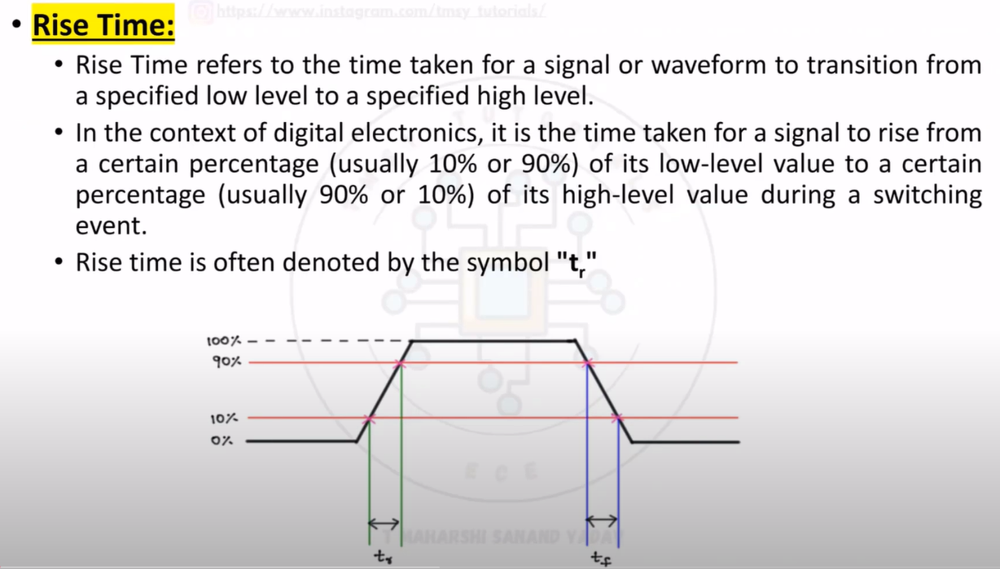 https://www.instagram.com/tmsy_tutorials/
• Rise Time:
• Rise Time refers to the time taken for a signal or waveform to transition from
a specified low level to a specified high level.
• In the context of digital electronics, it is the time taken for a signal to rise from
a certain percentage (usually 10% or 90%) of its low-level value to a certain
percentage (usually 90% or 10%) of its high-level value during a switching
event.
• Rise time is often denoted by the symbol "tr"
100%
90%
10%
0%
E C E
T MAHARSHI SANAND YADAV
tr
tf